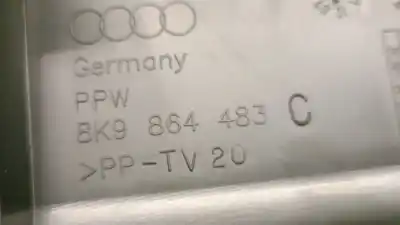 Germany
PPW
8K9 864 483 C
>PP-TV 20